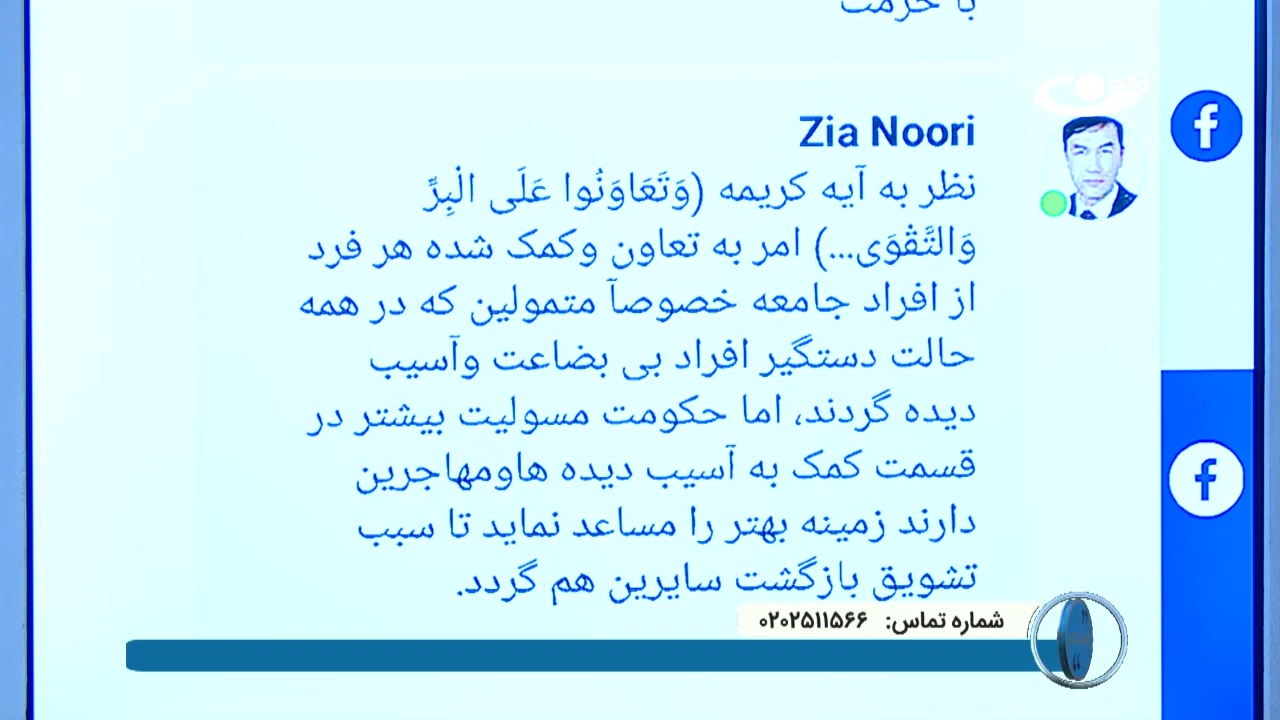 با حرمت
Zia Noori
نظر به آیه کریمه (وَتَعَاوَنُوا عَلَى الْبِرِّ
وَالتَّقْوَى...) امر به تعاون وکمک شده هر فرد
از افراد جامعه خصوصآ متمولین که در همه
حالت دستگیر افراد بی بضاعت وآسیب
دیده گردند، اما حکومت مسولیت بیشتر در
قسمت کمک به آسیب دیده هاومهاجرین
دارند زمینه بهتر را مساعد نماید تا سبب
تشویق بازگشت سایرین هم گردد.
شماره تماس: ۰۲۰۲۵۱۱۵۶۶